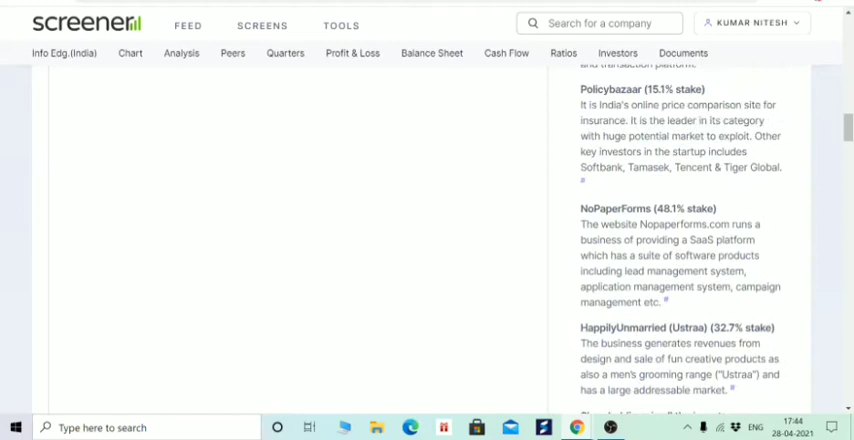 screener
FEED
SCREENS
TOOLS
Search for a company
KUMAR NITESH
Info Edg.(India)
Chart
Analysis
Peers
Quarters
Profit & Loss
Balance Sheet
Cash Flow
Ratios
Investors
Documents
and transaction platform.
Policybazaar (15.1% stake)
It is India's online price comparison site for
insurance. It is the leader in its category
with huge potential market to exploit. Other
key investors in the startup includes
Softbank, Tamasek, Tencent & Tiger Global.
#
NoPaperForms (48.1% stake)
The website Nopaperforms.com runs a
business of providing a SaaS platform
which has a suite of software products
including lead management system,
application management system, campaign
management etc. #
HappilyUnmarried (Ustraa) (32.7% stake)
The business generates revenues from
design and sale of fun creative products as
also a men's grooming range ("Ustraa") and
has a large addressable market. #
Type here to search
ENG
17:44
28-04-2021